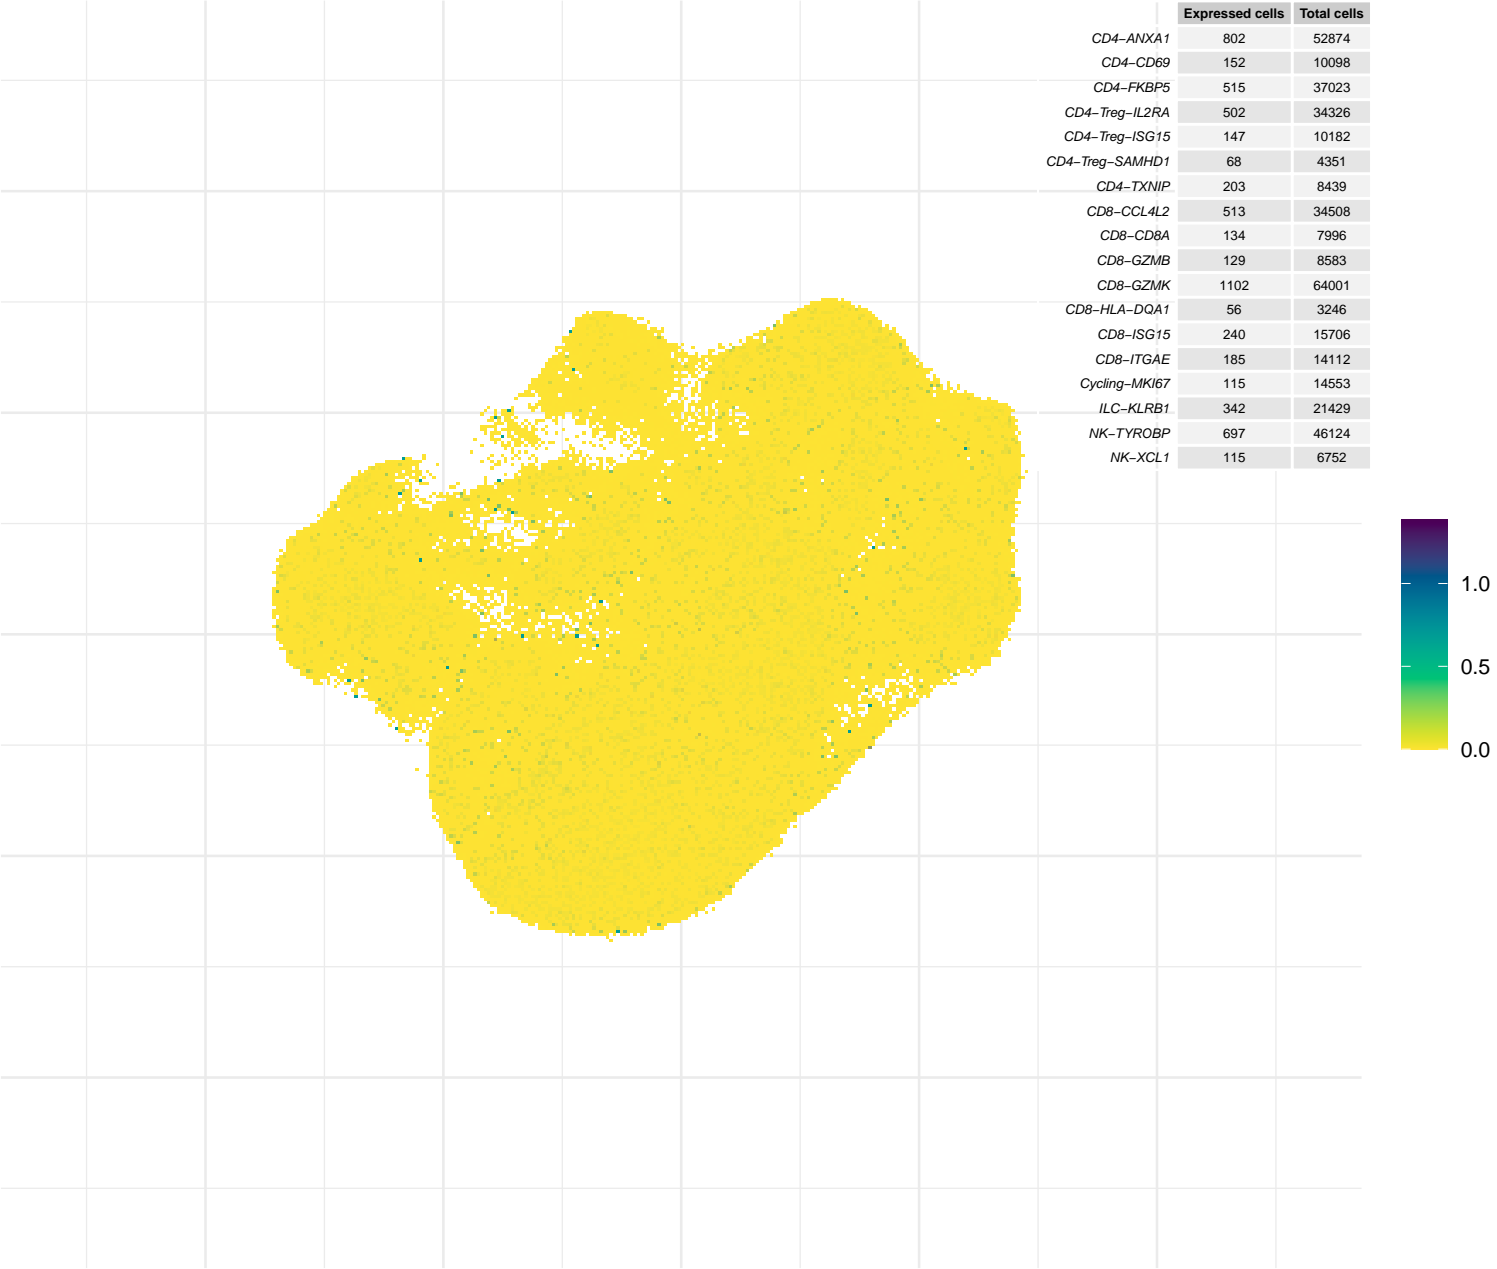 Expressed cells Total cells
CD4−ANXA1 802 52874
CD4−CD69 152 10098
CD4−FKBP5 515 37023
CD4−Treg−IL2RA 502 34326
CD4−Treg−ISG15 147 10182
CD4−Treg−SAMHD1 68 4351
CD4−TXNIP 203 8439
CD8−CCL4L2 513 34508
CD8−CD8A 134 7996
CD8−GZMB 129 8583
CD8−GZMK 1102 64001
CD8−HLA−DQA1 56 3246
CD8−ISG15 240 15706
CD8−ITGAE 185 14112
Cycling−MKI67 115 14553
ILC−KLRB1 342 21429
NK−TYROBP 697 46124
NK−XCL1 115 6752
1.0
0.5
0.0